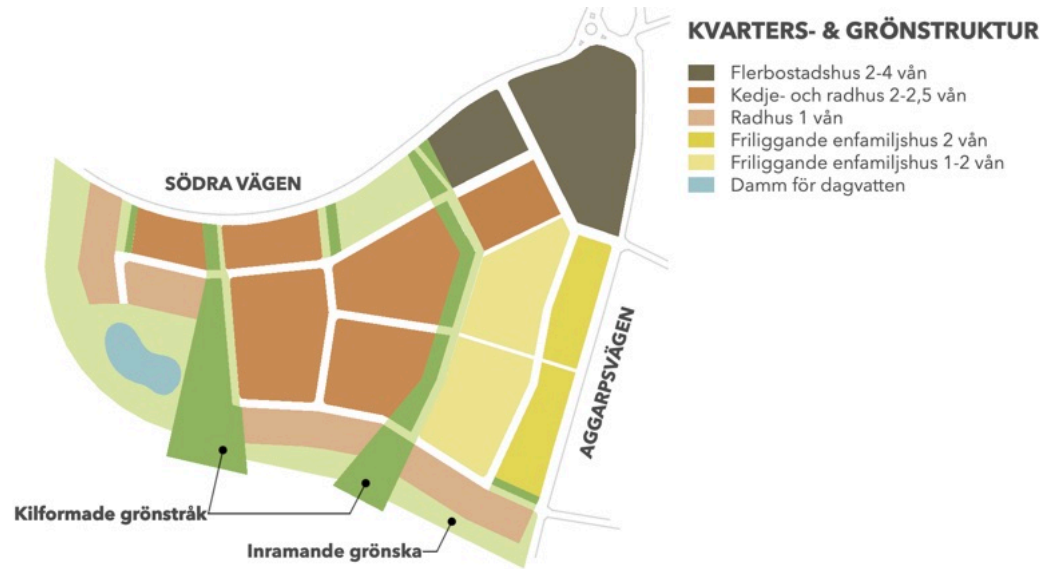 KVARTERS- & GRÖNSTRUKTUR
Flerbostadshus 2-4 vån
Kedje- och radhus 2-2,5 vån
Radhus 1 vån
Friliggande enfamiljshus 2 vån
Friliggande enfamiljshus 1-2 vån
Damm för dagvatten
SÖDRA VÄGEN
AGGARPSVÄGEN
Kilformade grönstråk
Inramande grönska